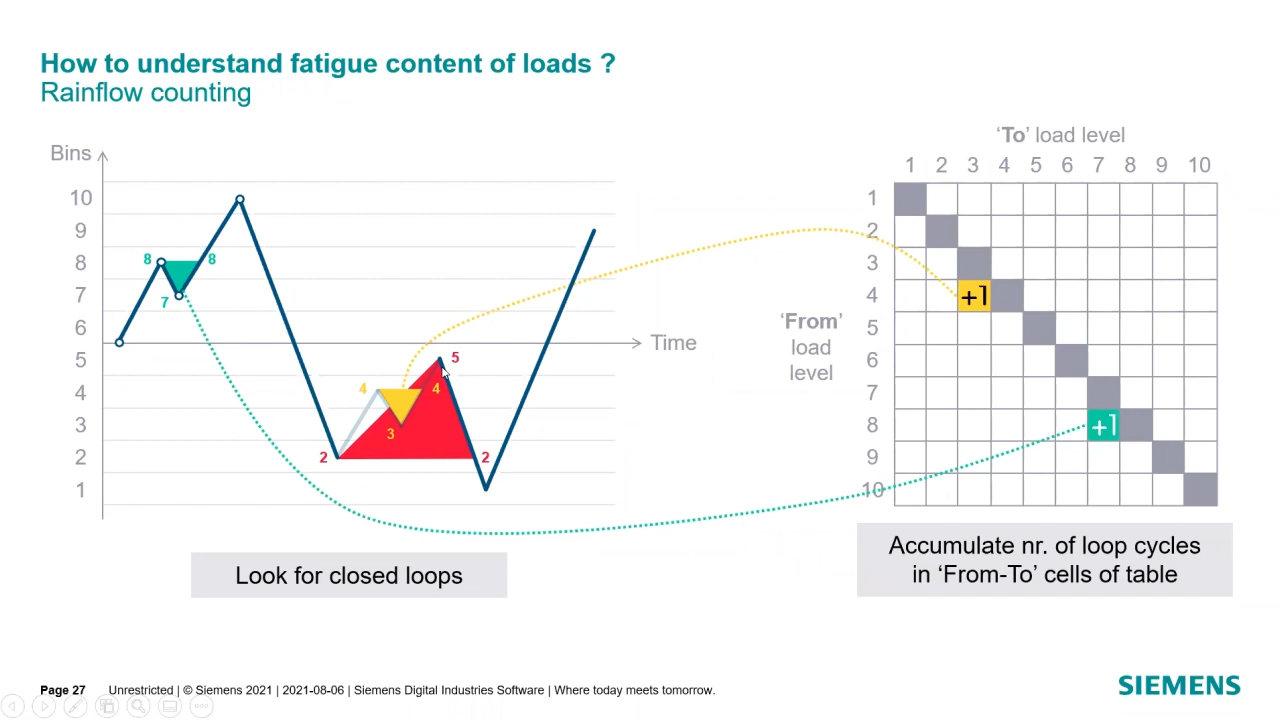 How to understand fatigue content of loads ?
Rainflow counting
Bins
10
9
8
7
6
5
4
3
2
1
8
8
7
4
4
3
5
2
2
Time
'To' load level
1 2 3 4 5 6 7 8 9 10
'From'
load
level
1
2
3
4
5
6
7
8
9
10
+1
+1
Look for closed loops
Accumulate nr. of loop cycles
in 'From-To' cells of table
Page 27 Unrestricted | © Siemens 2021 | 2021-08-06 | Siemens Digital Industries Software | Where today meets tomorrow.
SIEMENS